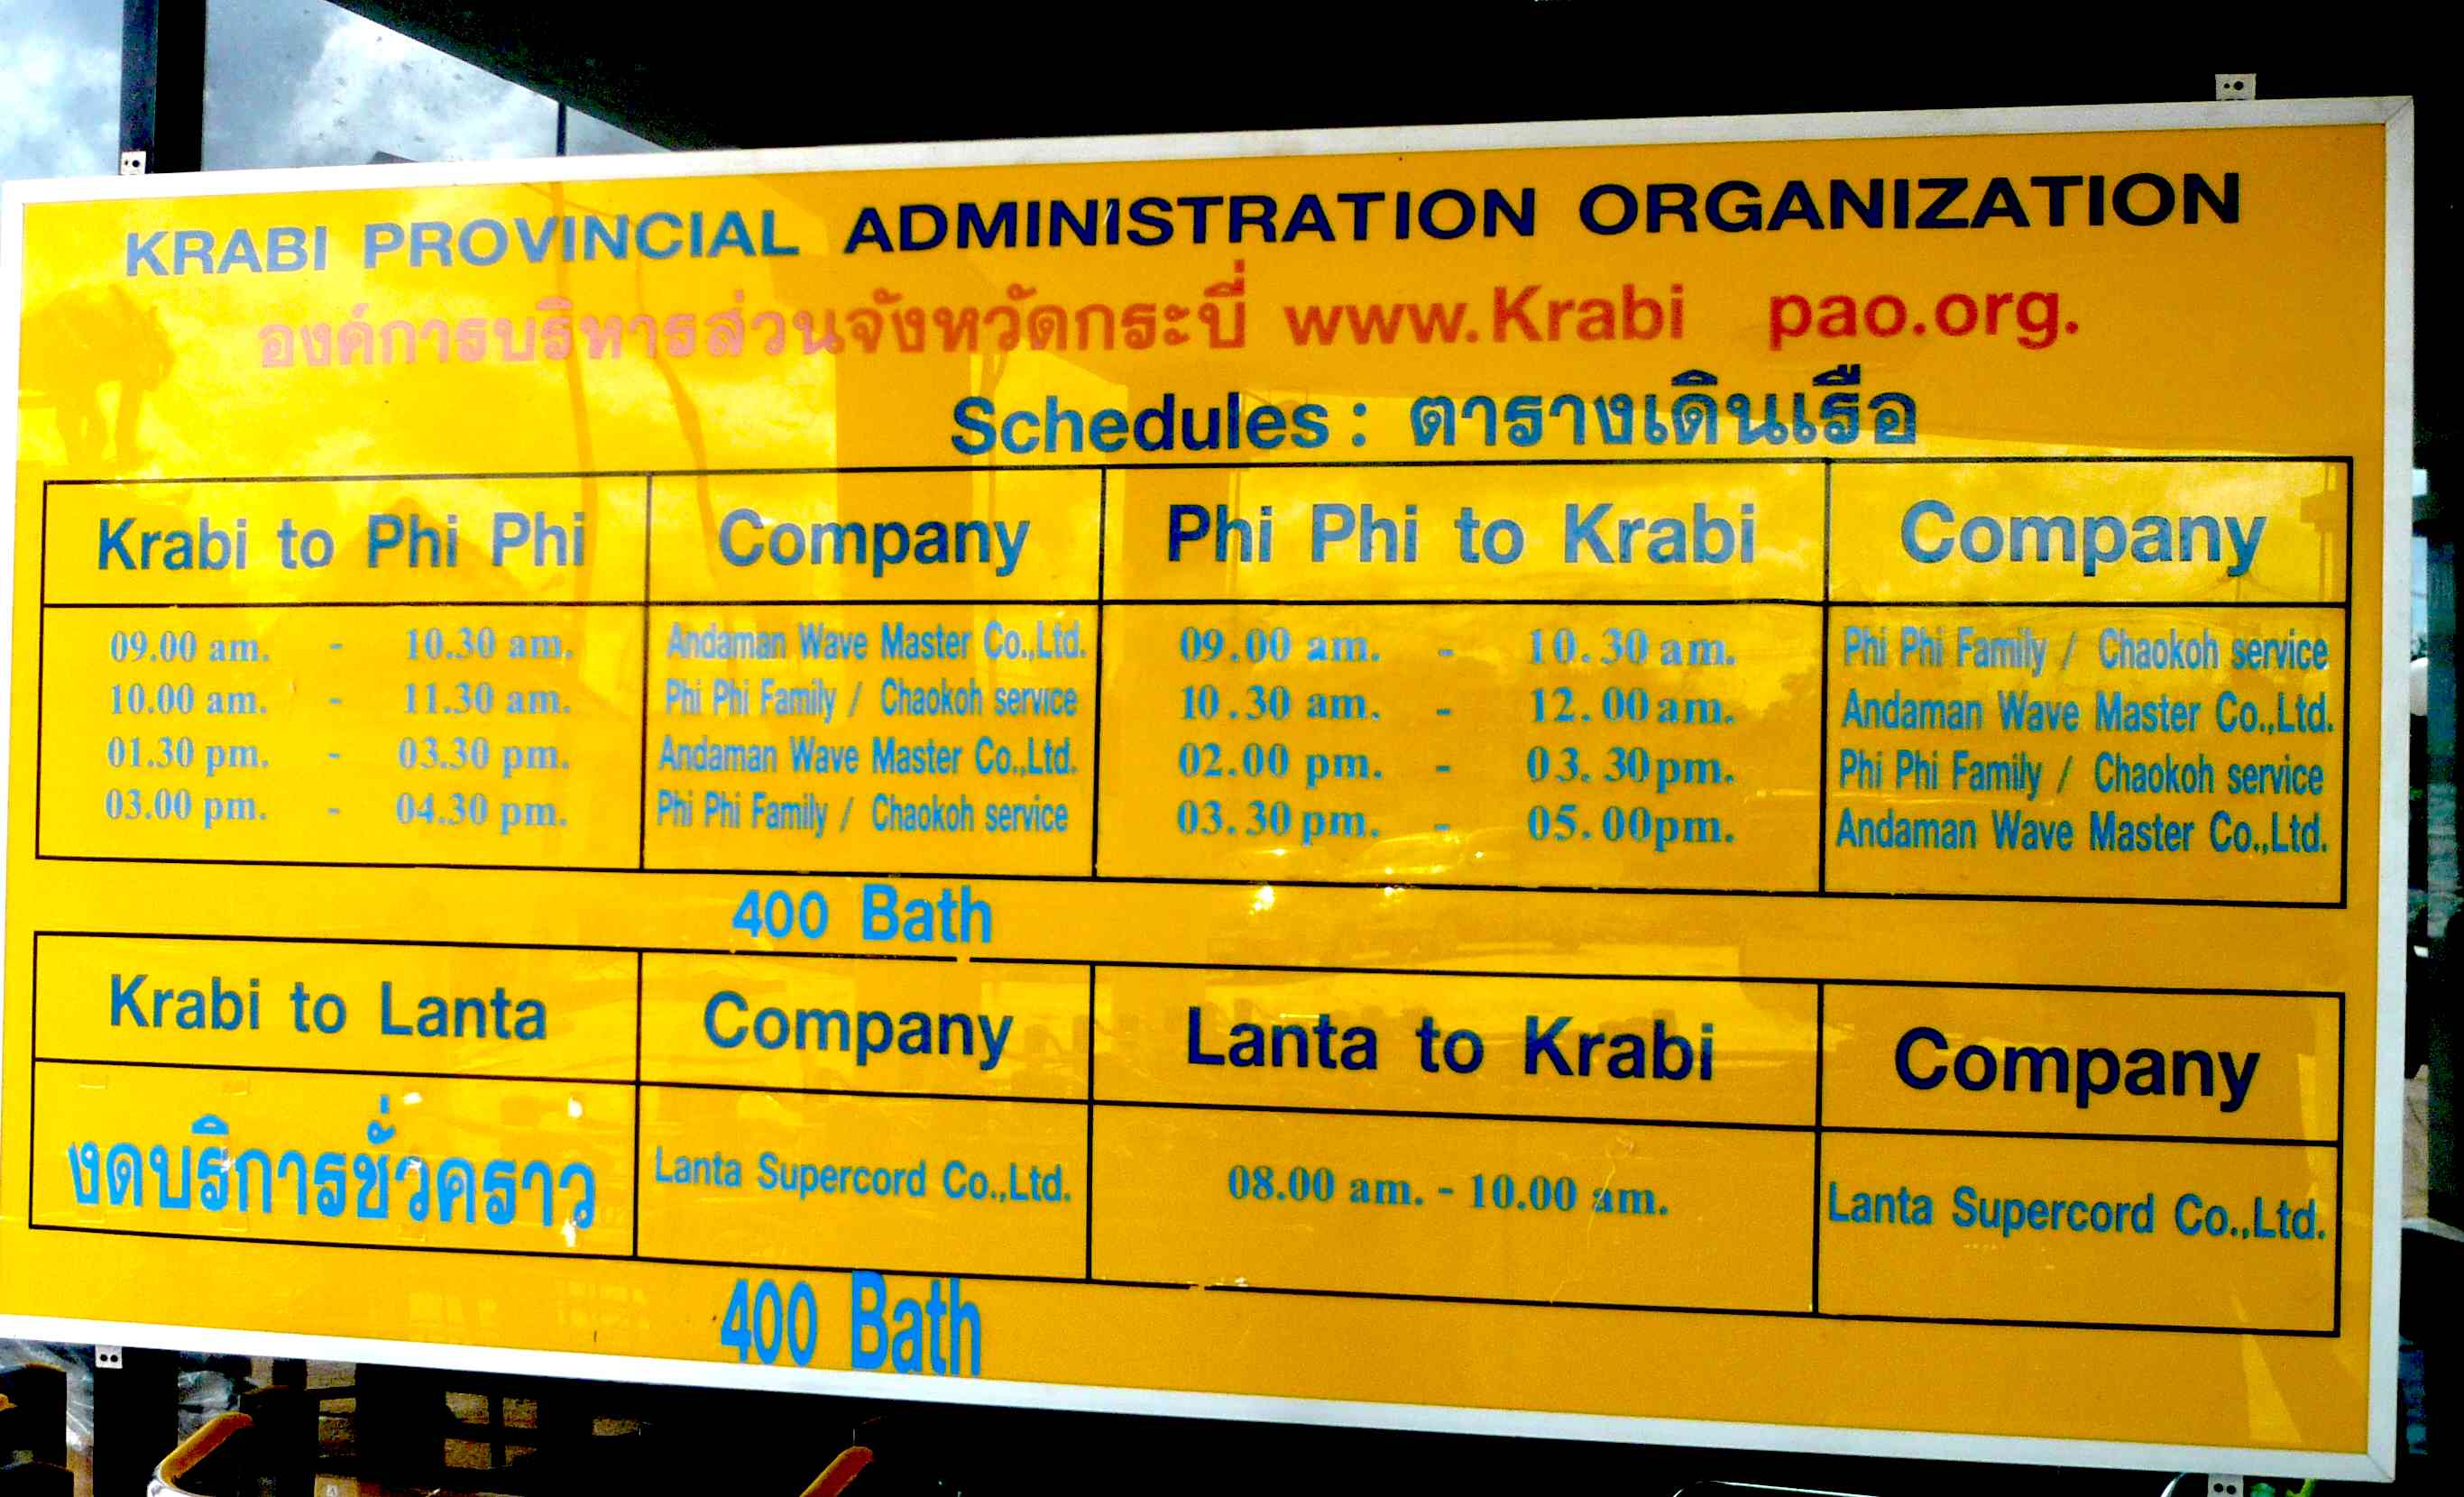 KRABI PROVINCIAL ADMINISTRATION ORGANIZATION
องค์การบริหารส่วนจังหวัดกระบี่ www.Krabi pao.org.
Schedules : ตารางเดินเรือ
Krabi to Phi Phi Company Phi Phi to Krabi Company
09.00 am. - 10.30 am. Andaman Wave Master Co.,Ltd. 09.00 am. - 10.30 am. Phi Phi Family / Chaokoh service
10.00 am. - 11.30 am. Phi Phi Family / Chaokoh service 10.30 am. - 12.00 am. Andaman Wave Master Co.,Ltd.
01.30 pm. - 03.30 pm. Andaman Wave Master Co.,Ltd. 02.00 pm. - 03.30pm. Phi Phi Family / Chaokoh service
03.00 pm. - 04.30 pm. Phi Phi Family / Chaokoh service 03.30 pm. - 05.00pm. Andaman Wave Master Co.,Ltd.
400 Bath
Krabi to Lanta Company Lanta to Krabi Company
งดบริการชั่วคราว Lanta Supercord Co.,Ltd. 08.00 am. - 10.00 am. Lanta Supercord Co.,Ltd.
400 Bath